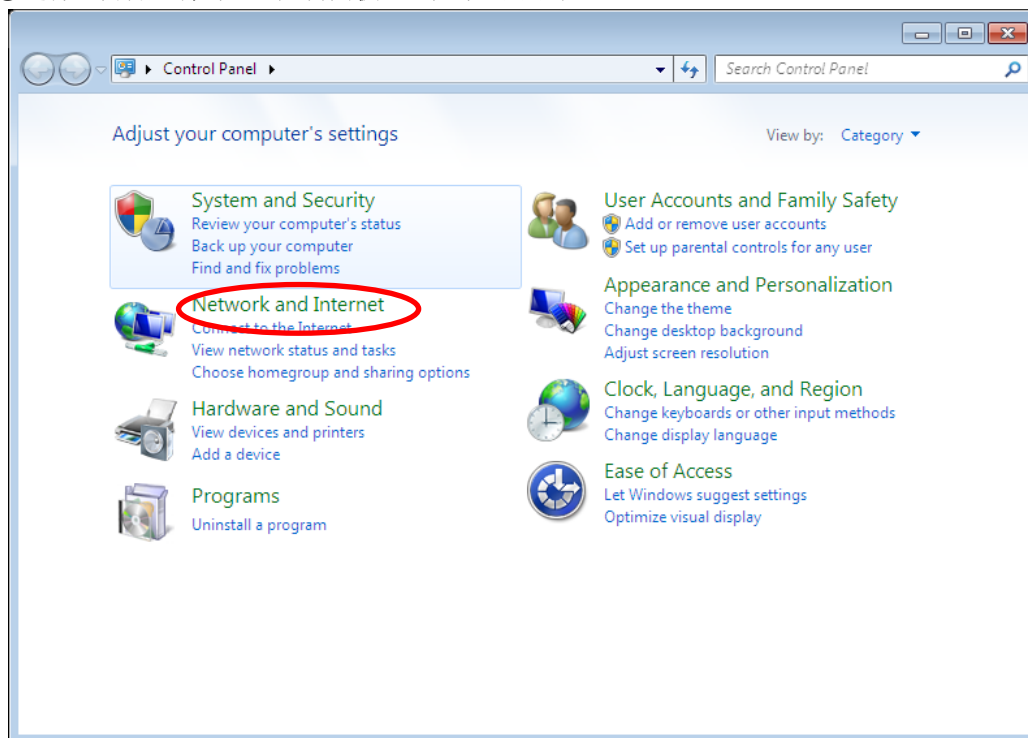 Control Panel
Search Control Panel
Adjust your computer's settings
View by: Category
System and Security
Review your computer's status
Back up your computer
Find and fix problems
Network and Internet
Connect to the Internet
View network status and tasks
Choose homegroup and sharing options
Hardware and Sound
View devices and printers
Add a device
Programs
Uninstall a program
User Accounts and Family Safety
Add or remove user accounts
Set up parental controls for any user
Appearance and Personalization
Change the theme
Change desktop background
Adjust screen resolution
Clock, Language, and Region
Change keyboards or other input methods
Change display language
Ease of Access
Let Windows suggest settings
Optimize visual display